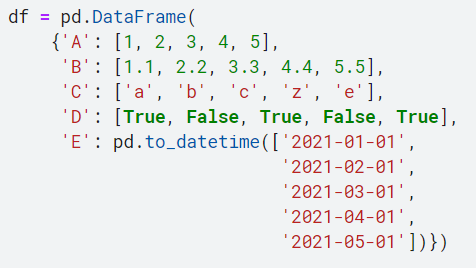 df = pd.DataFrame(
{'A': [1, 2, 3, 4, 5],
'B': [1.1, 2.2, 3.3, 4.4, 5.5],
'C': ['a', 'b', 'c', 'z', 'e'],
'D': [True, False, True, False, True],
'E': pd.to_datetime(['2021-01-01',
'2021-02-01',
'2021-03-01',
'2021-04-01',
'2021-05-01'])})